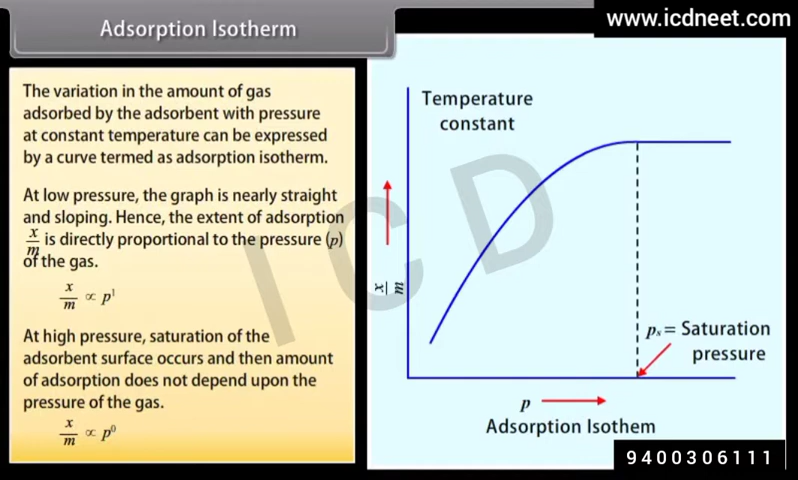 Adsorption Isotherm
www.icdneet.com
The variation in the amount of gas
adsorbed by the adsorbent with pressure
at constant temperature can be expressed
by a curve termed as adsorption isotherm.
At low pressure, the graph is nearly straight
and sloping. Hence, the extent of adsorption
x/m is directly proportional to the pressure (p)
of the gas.
x/m ∝ p¹
At high pressure, saturation of the
adsorbent surface occurs and then amount
of adsorption does not depend upon the
pressure of the gas.
x/m ∝ p⁰
Temperature
constant
x/m
pₛ = Saturation
pressure
p
Adsorption Isothem
ICD
9400306111